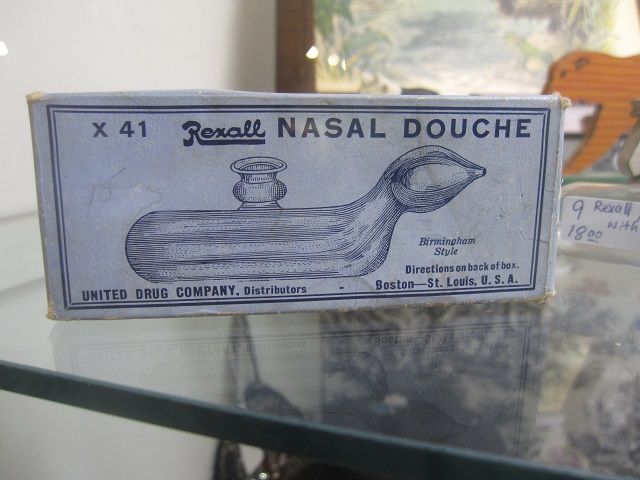 X 41 Rexall NASAL DOUCHE
Birmingham
Style
Directions on back of box.
UNITED DRUG COMPANY. Distributors - Boston—St. Louis, U.S.A.
9 Rexall
18.00 with